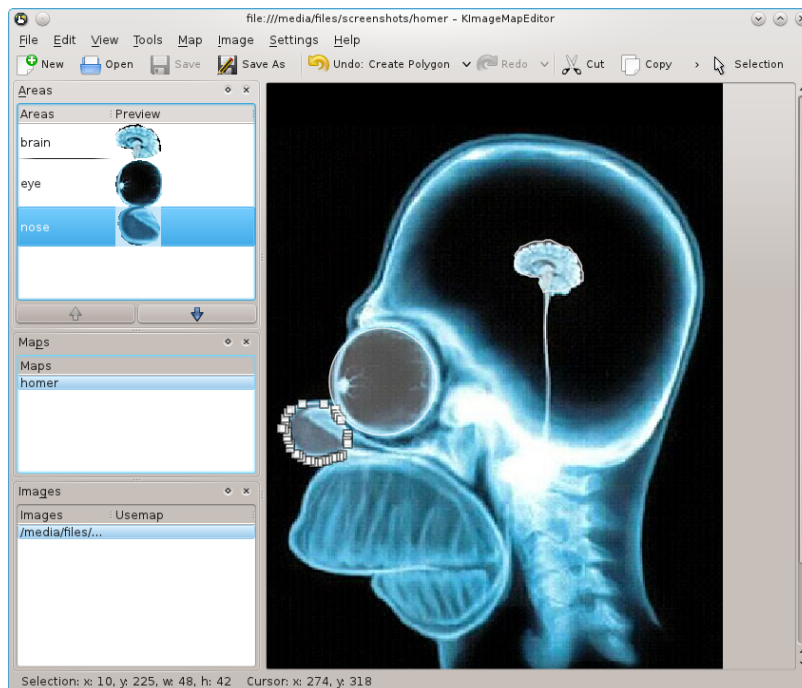 file:///media/files/screenshots/homer – KImageMapEditor
File Edit View Tools Map Image Settings Help
New Open Save Save As Undo: Create Polygon Redo Cut Copy › Selection
Areas
Areas Preview
brain
eye
nose
Maps
Maps
homer
Images
Images Usemap
/media/files/...
Selection: x: 10, y: 225, w: 48, h: 42 Cursor: x: 274, y: 318